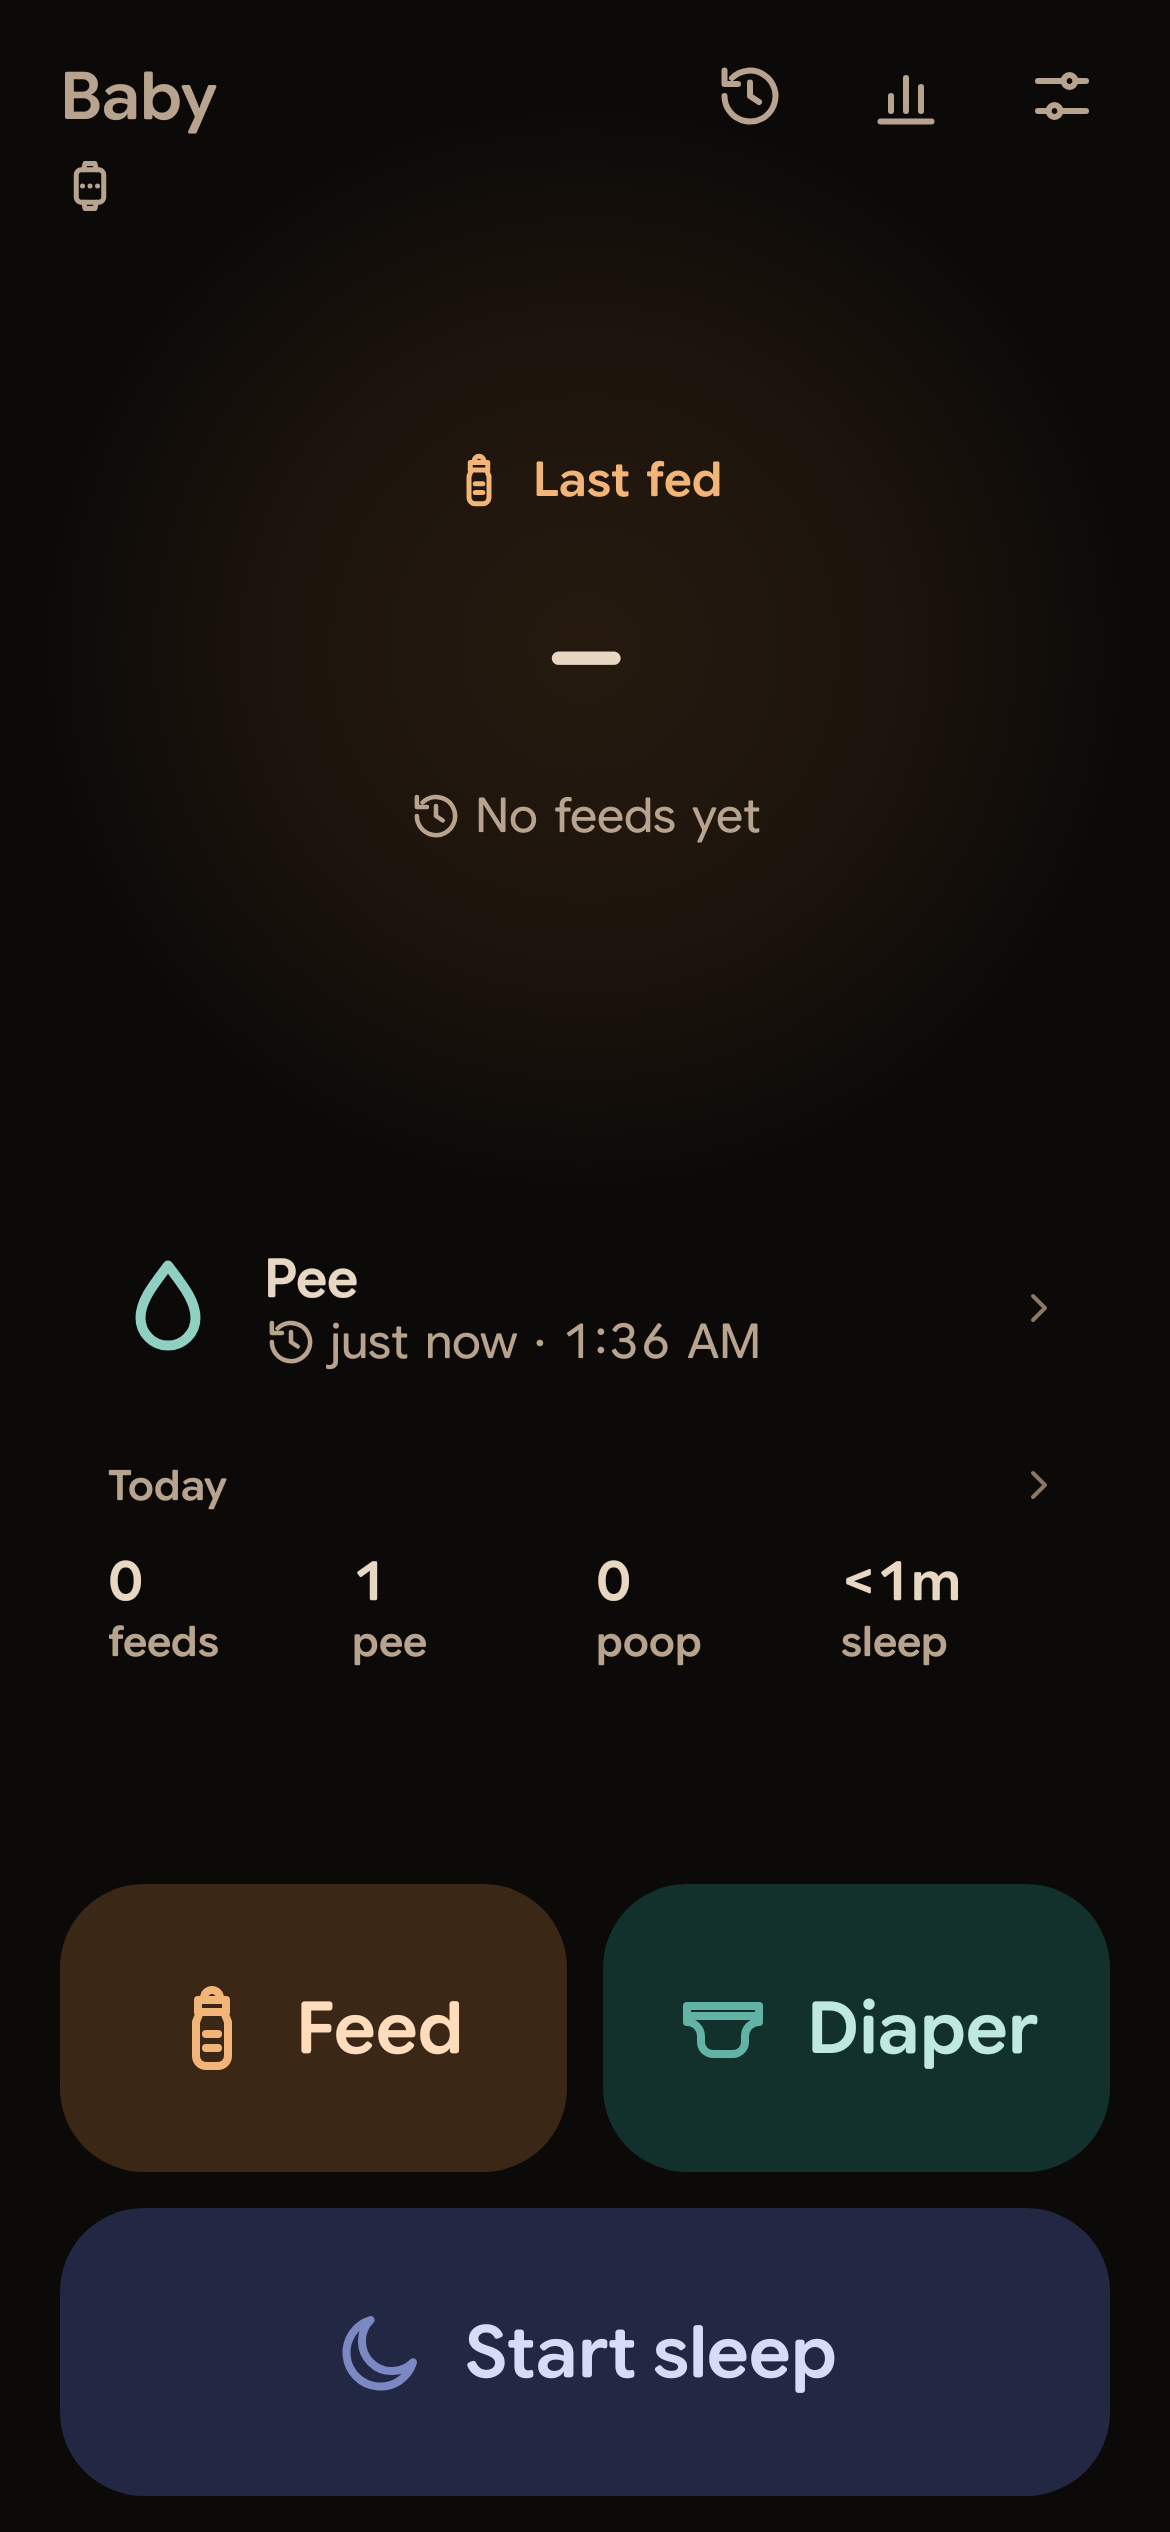 Baby
Last fed
–
No feeds yet
Pee
just now · 1:36 AM
Today
0 1 0 <1m
feeds pee poop sleep
Feed Diaper
Start sleep